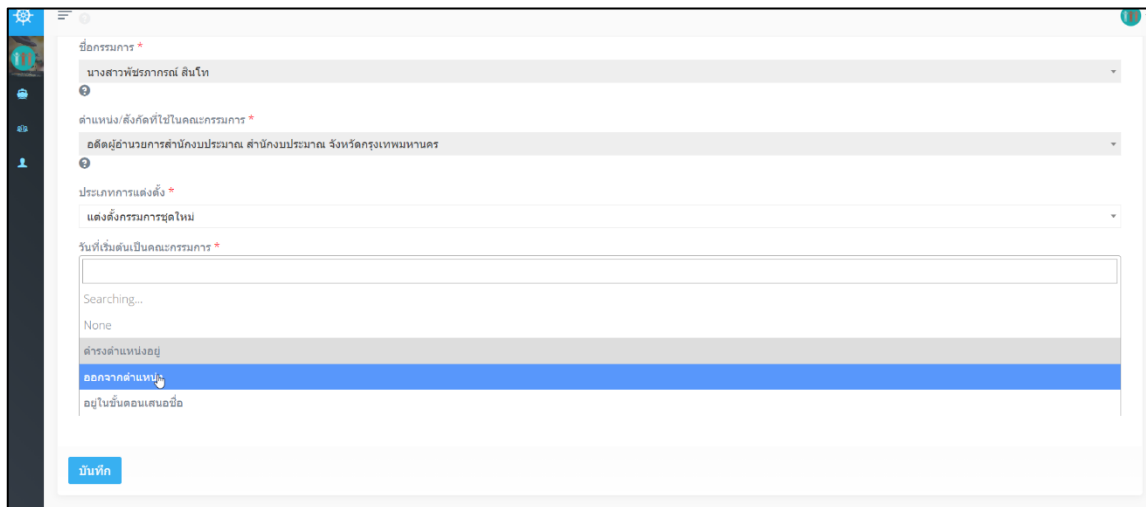 ชื่อกรรมการ *
นางสาวพัชรภากรณ์ สินโท
ตำแหน่ง/สังกัดที่ใช้ในคณะกรรมการ *
อดีตผู้อำนวยการสำนักงบประมาณ สำนักงบประมาณ จังหวัดกรุงเทพมหานคร
ประเภทการแต่งตั้ง *
แต่งตั้งกรรมการชุดใหม่
วันที่เริ่มต้นเป็นคณะกรรมการ *
Searching...
None
ดำรงตำแหน่งอยู่
ออกจากตำแหน่ง
อยู่ในขั้นตอนเสนอชื่อ
บันทึก